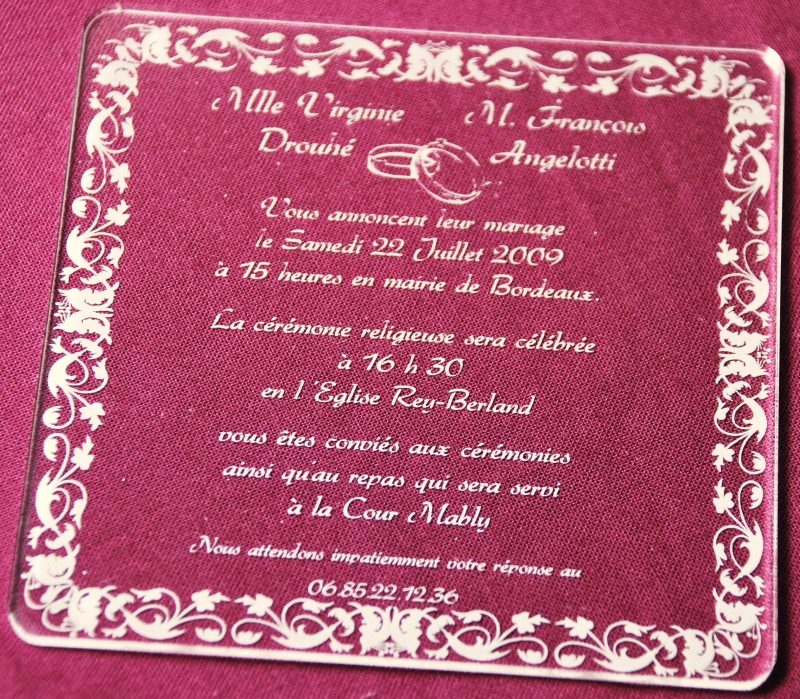 Mlle Virginie M. François
Drouhé Angelotti
Vous annoncent leur mariage
le Samedi 22 Juillet 2009
à 15 heures en mairie de Bordeaux.
La cérémonie religieuse sera célébrée
à 16 h 30
en l'Eglise Rey-Berland
vous êtes conviés aux cérémonies
ainsi qu'au repas qui sera servi
à la Cour Mably
Nous attendons impatiemment votre réponse au
06.85.22.12.36